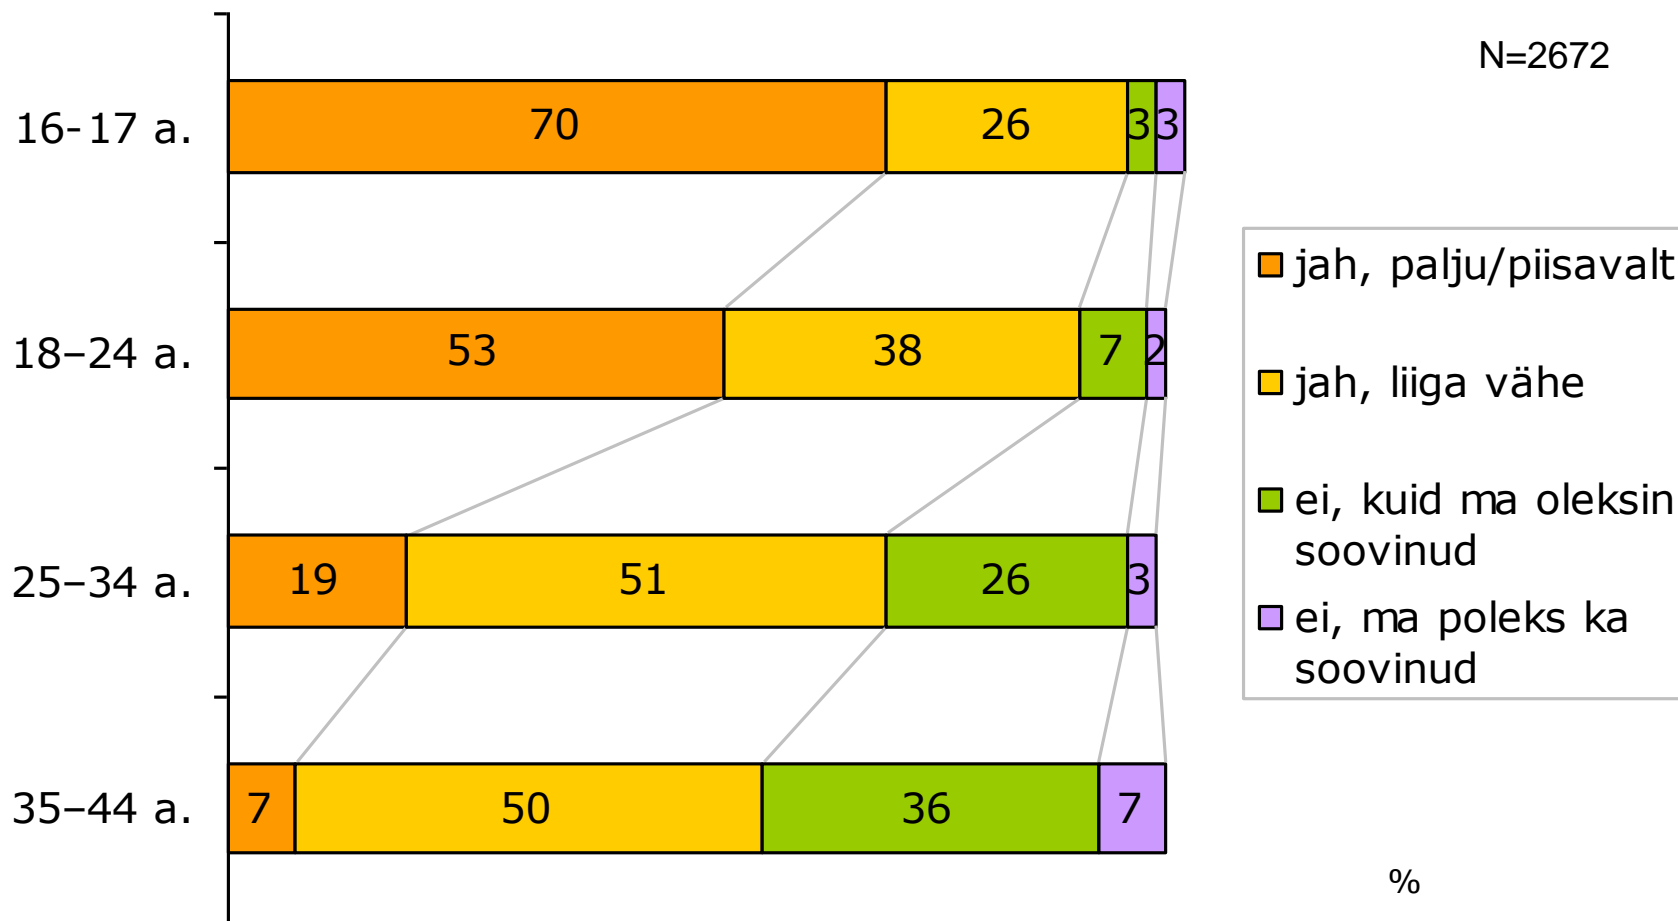 N=2672
16-17 a.
70
26
3
3
18–24 a.
53
38
7
2
25–34 a.
19
51
26
3
35–44 a.
7
50
36
7
jah, palju/piisavalt
jah, liiga vähe
ei, kuid ma oleksin
soovinud
ei, ma poleks ka
soovinud
%